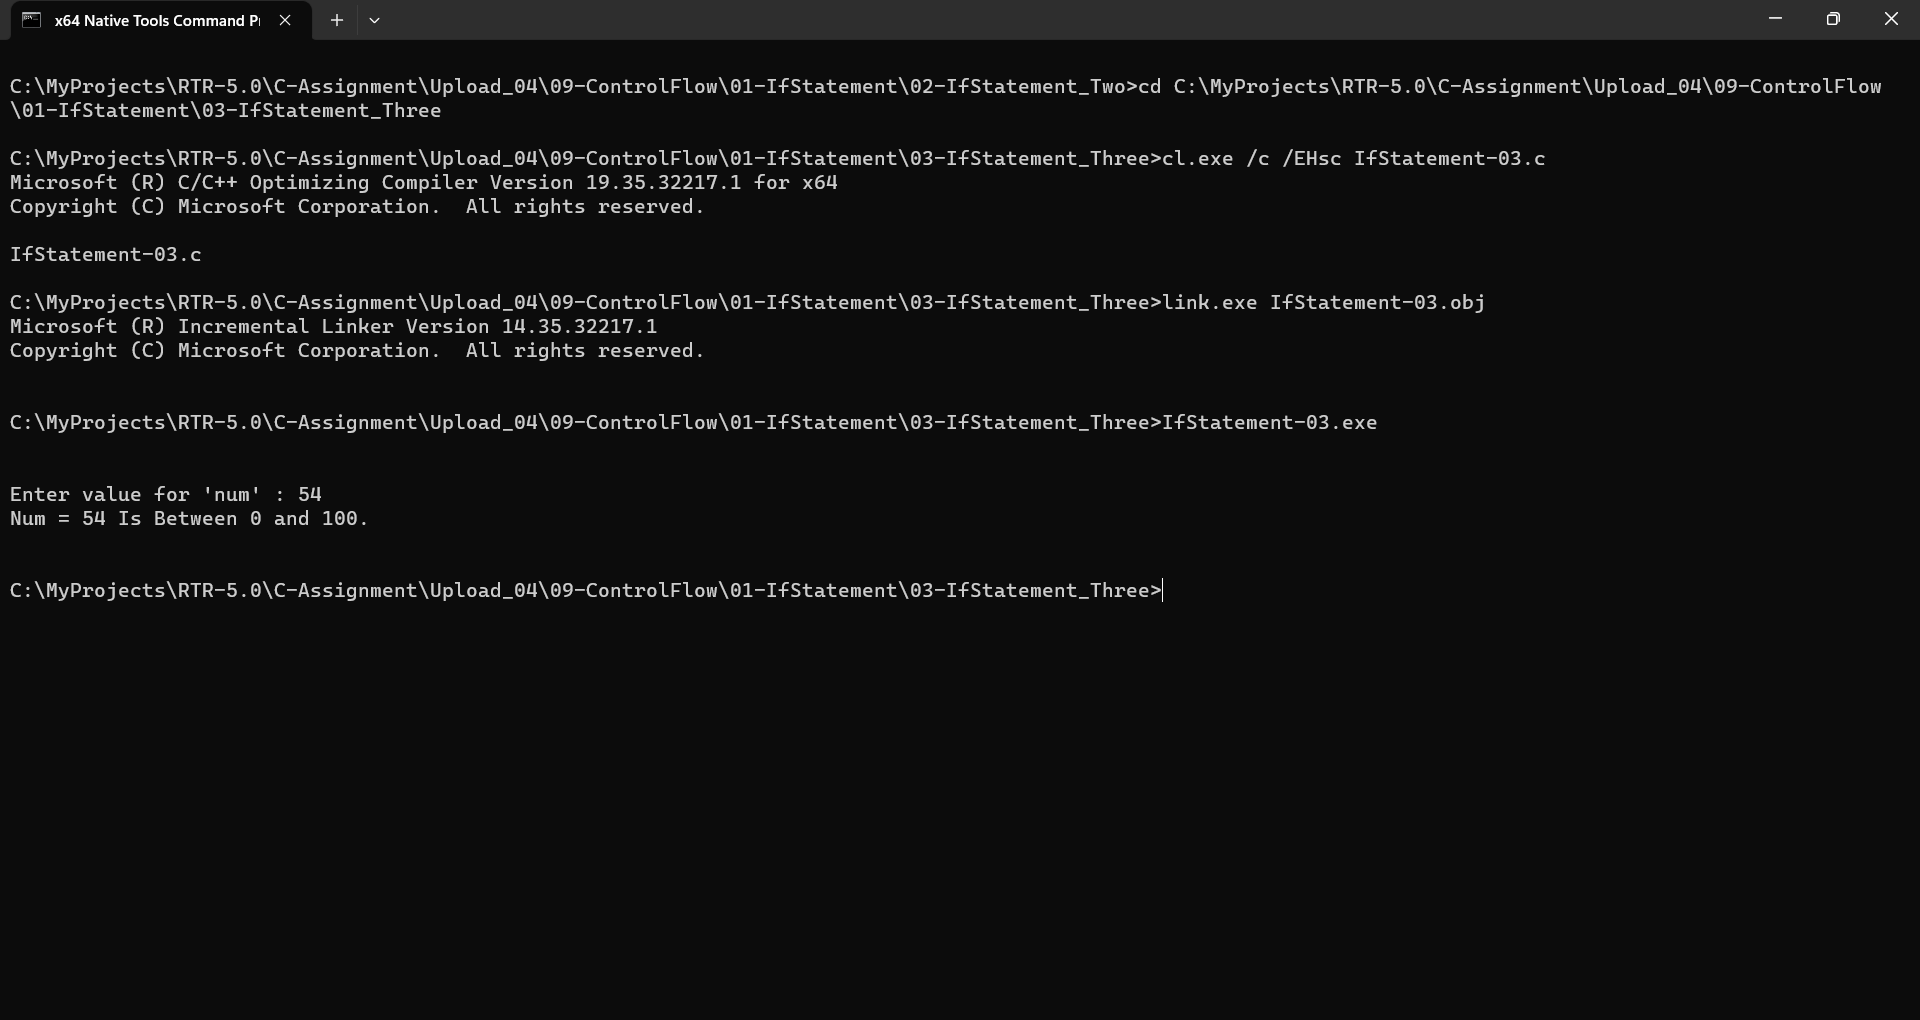 x64 Native Tools Command P
C:\MyProjects\RTR-5.0\C-Assignment\Upload_04\09-ControlFlow\01-IfStatement\02-IfStatement_Two>cd C:\MyProjects\RTR-5.0\C-Assignment\Upload_04\09-ControlFlow
\01-IfStatement\03-IfStatement_Three
C:\MyProjects\RTR-5.0\C-Assignment\Upload_04\09-ControlFlow\01-IfStatement\03-IfStatement_Three>cl.exe /c /EHsc IfStatement-03.c
Microsoft (R) C/C++ Optimizing Compiler Version 19.35.32217.1 for x64
Copyright (C) Microsoft Corporation.  All rights reserved.
IfStatement-03.c
C:\MyProjects\RTR-5.0\C-Assignment\Upload_04\09-ControlFlow\01-IfStatement\03-IfStatement_Three>link.exe IfStatement-03.obj
Microsoft (R) Incremental Linker Version 14.35.32217.1
Copyright (C) Microsoft Corporation.  All rights reserved.
C:\MyProjects\RTR-5.0\C-Assignment\Upload_04\09-ControlFlow\01-IfStatement\03-IfStatement_Three>IfStatement-03.exe
Enter value for 'num' : 54
Num = 54 Is Between 0 and 100.
C:\MyProjects\RTR-5.0\C-Assignment\Upload_04\09-ControlFlow\01-IfStatement\03-IfStatement_Three>